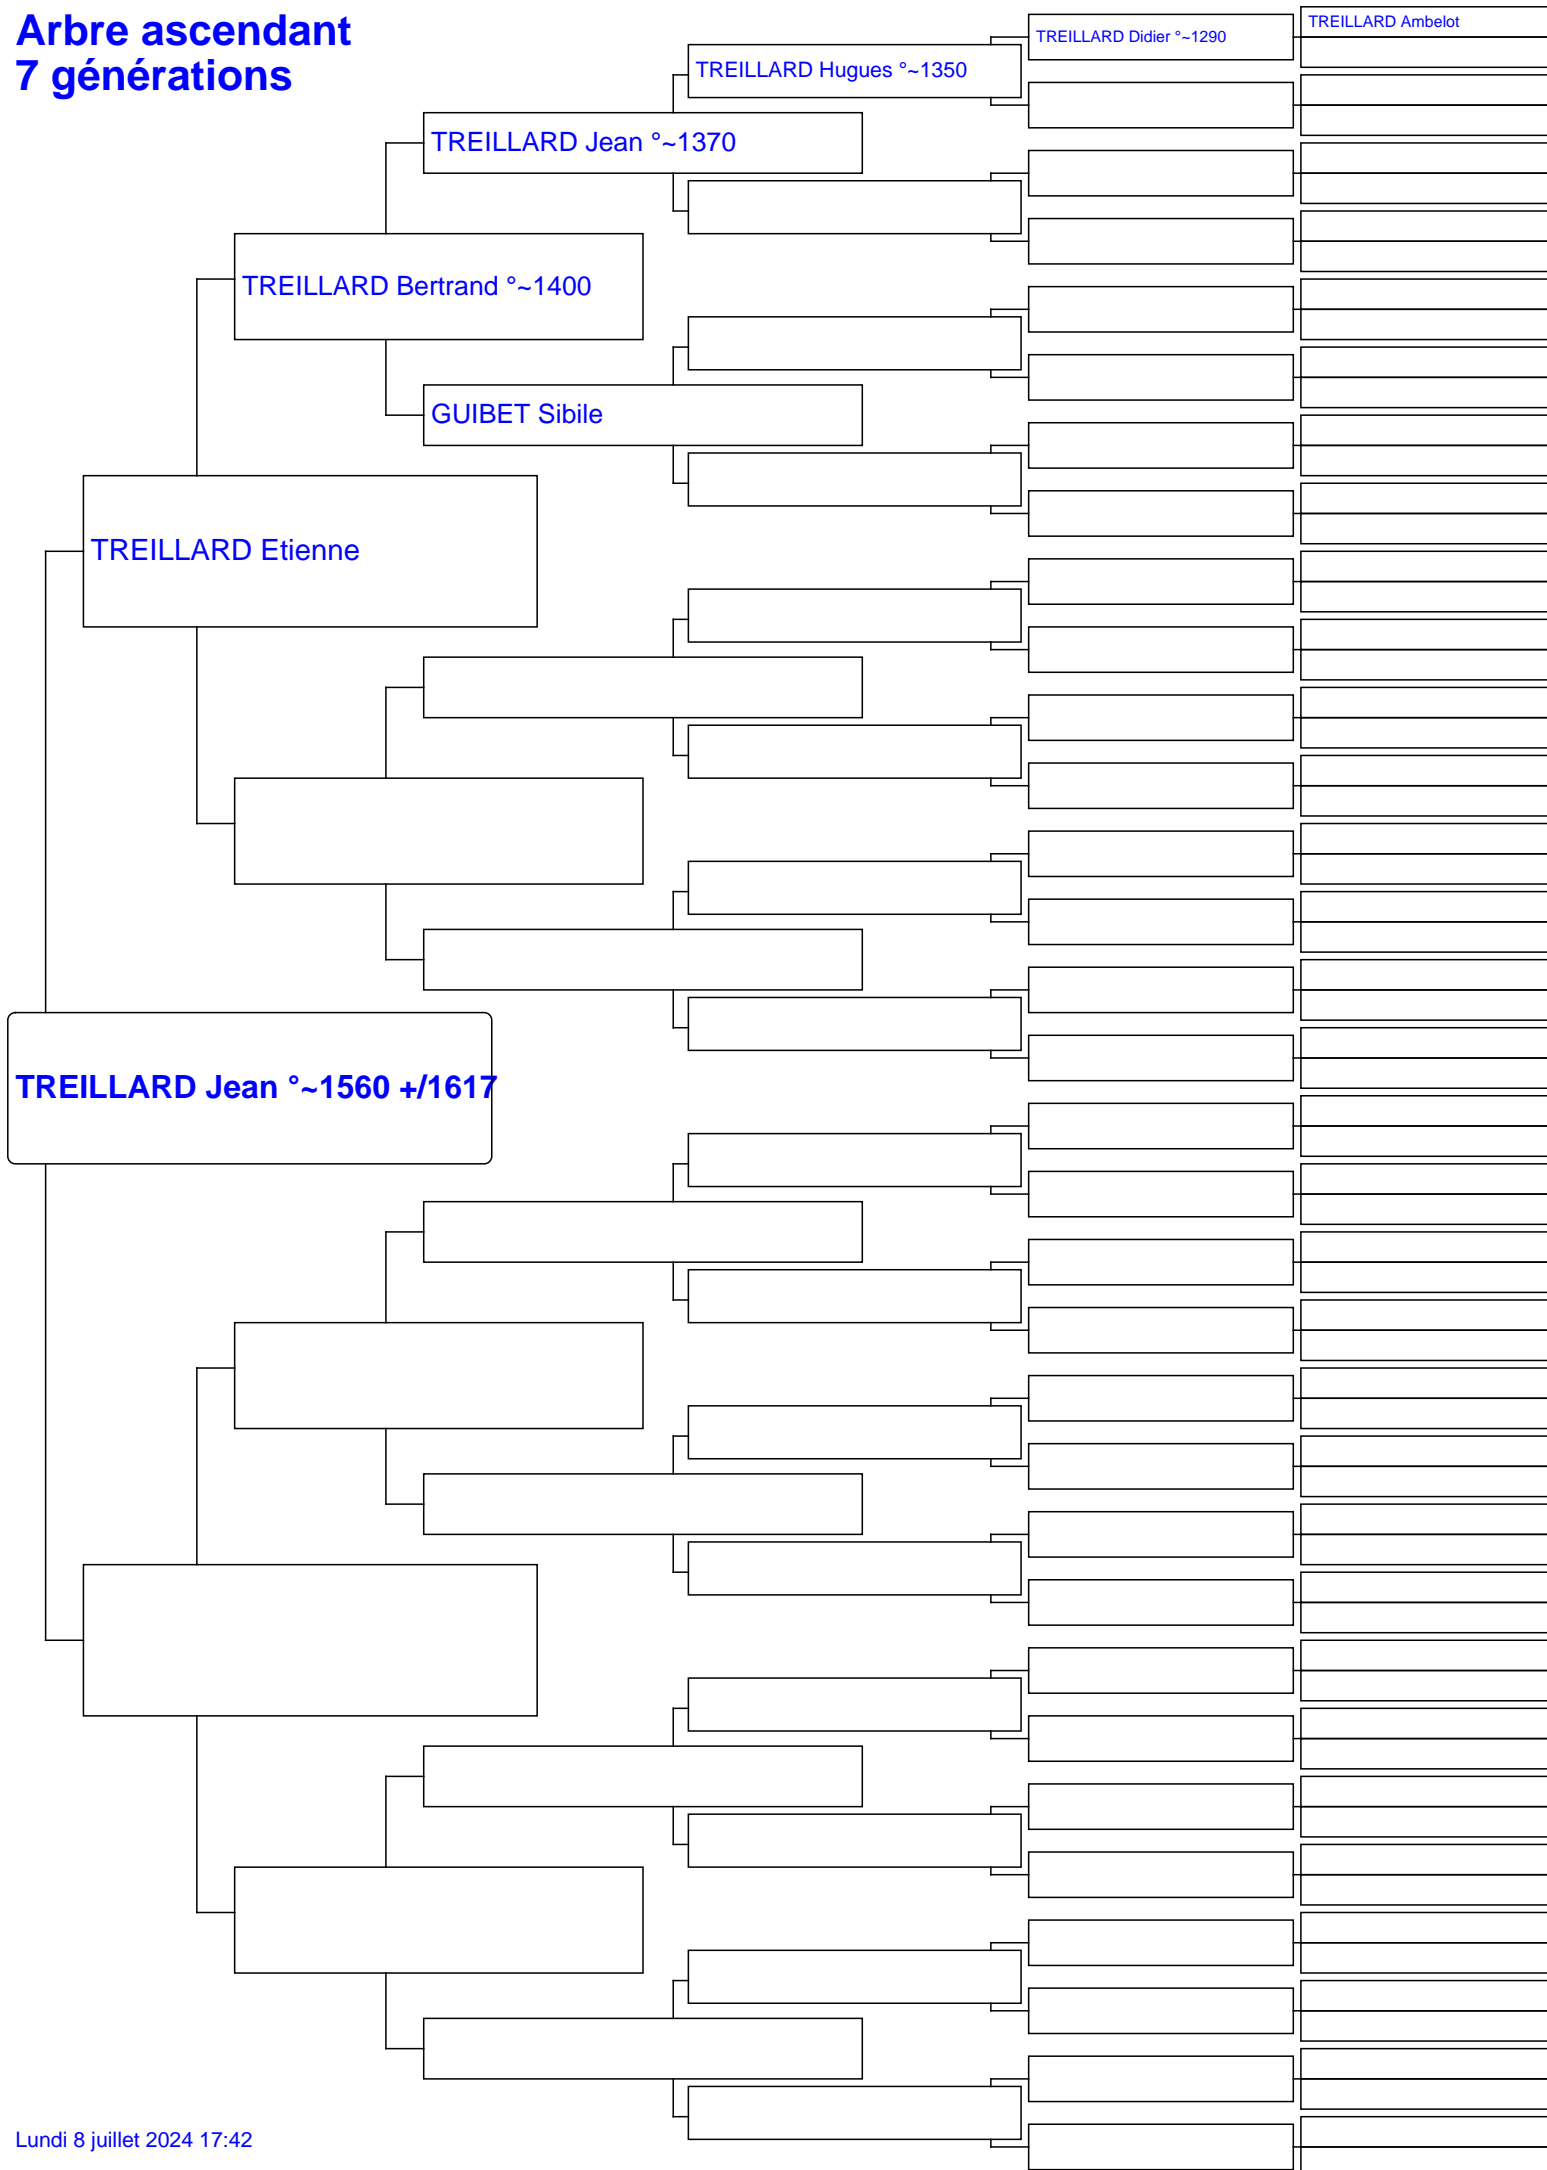 Arbre ascendant
7 générations
TREILLARD Ambelot
TREILLARD Didier °~1290
TREILLARD Hugues °~1350
TREILLARD Jean °~1370
TREILLARD Bertrand °~1400
GUIBET Sibile
TREILLARD Etienne
TREILLARD Jean °~1560 +/1617
Lundi 8 juillet 2024 17:42